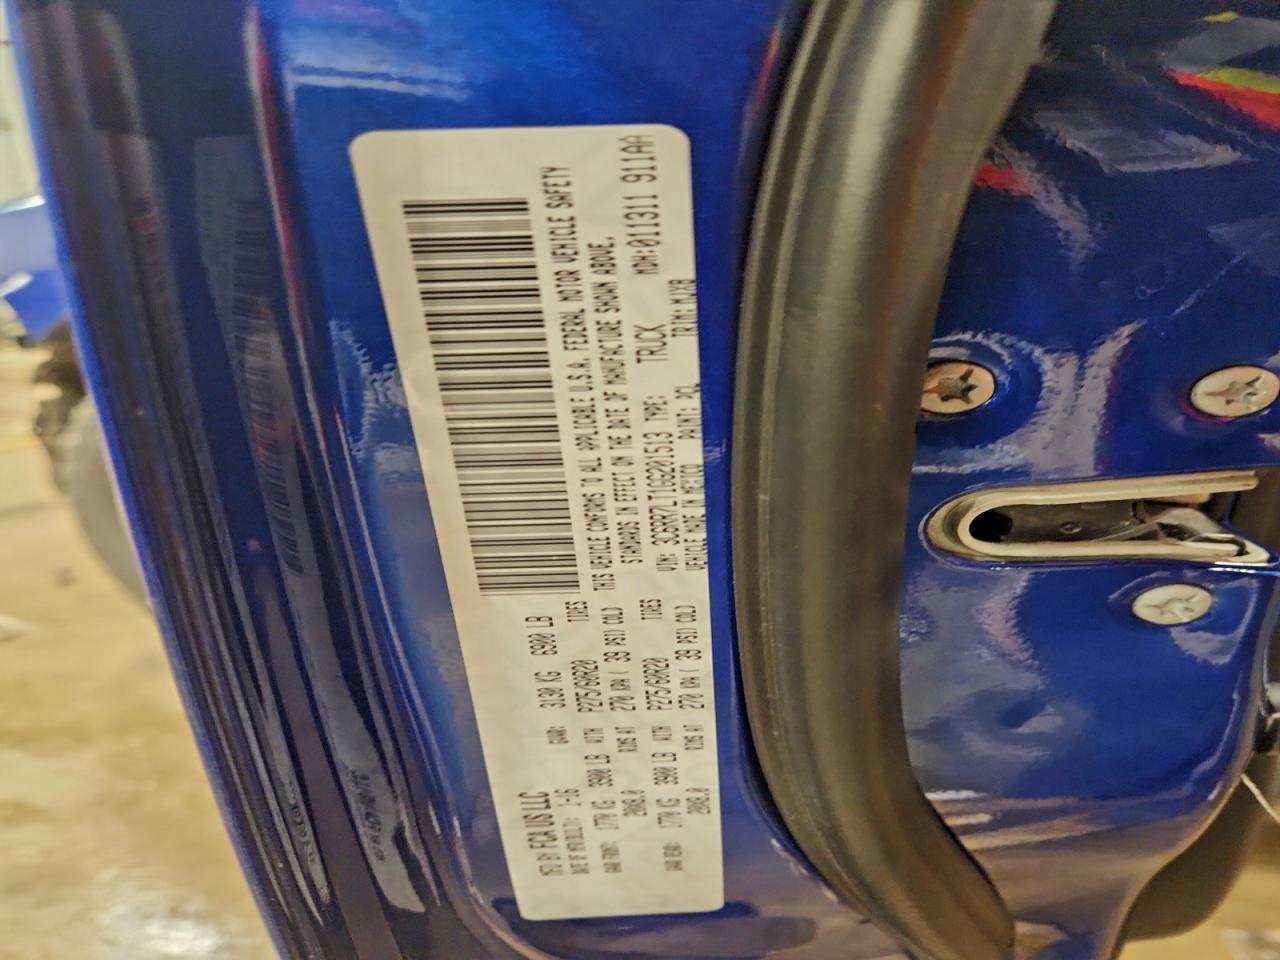 MFD BY FCA US LLC
DATE OF MFR(BUILT): 1-16 GVWR: 3130 KG 6900 LB
GAWR FRONT: 1770 KG 3900 LB WITH P275/60R20 TIRES
RIMS AT 270 KPA ( 39 PSI) COLD
20X8.0
GAWR REAR: 1770 KG 3900 LB WITH P275/60R20 TIRES
RIMS AT 270 KPA ( 39 PSI) COLD
20X8.0
THIS VEHICLE CONFORMS TO ALL APPLICABLE U.S.A. FEDERAL MOTOR VEHICLE SAFETY
STANDARDS IN EFFECT ON THE DATE OF MANUFACTURE SHOWN ABOVE.
VIN: 3C6RR7LT1GG201513 TYPE: TRUCK MDH:011311 911AA
VEHICLE MADE IN MEXICO PAINT: PCL TRIM:MJX8